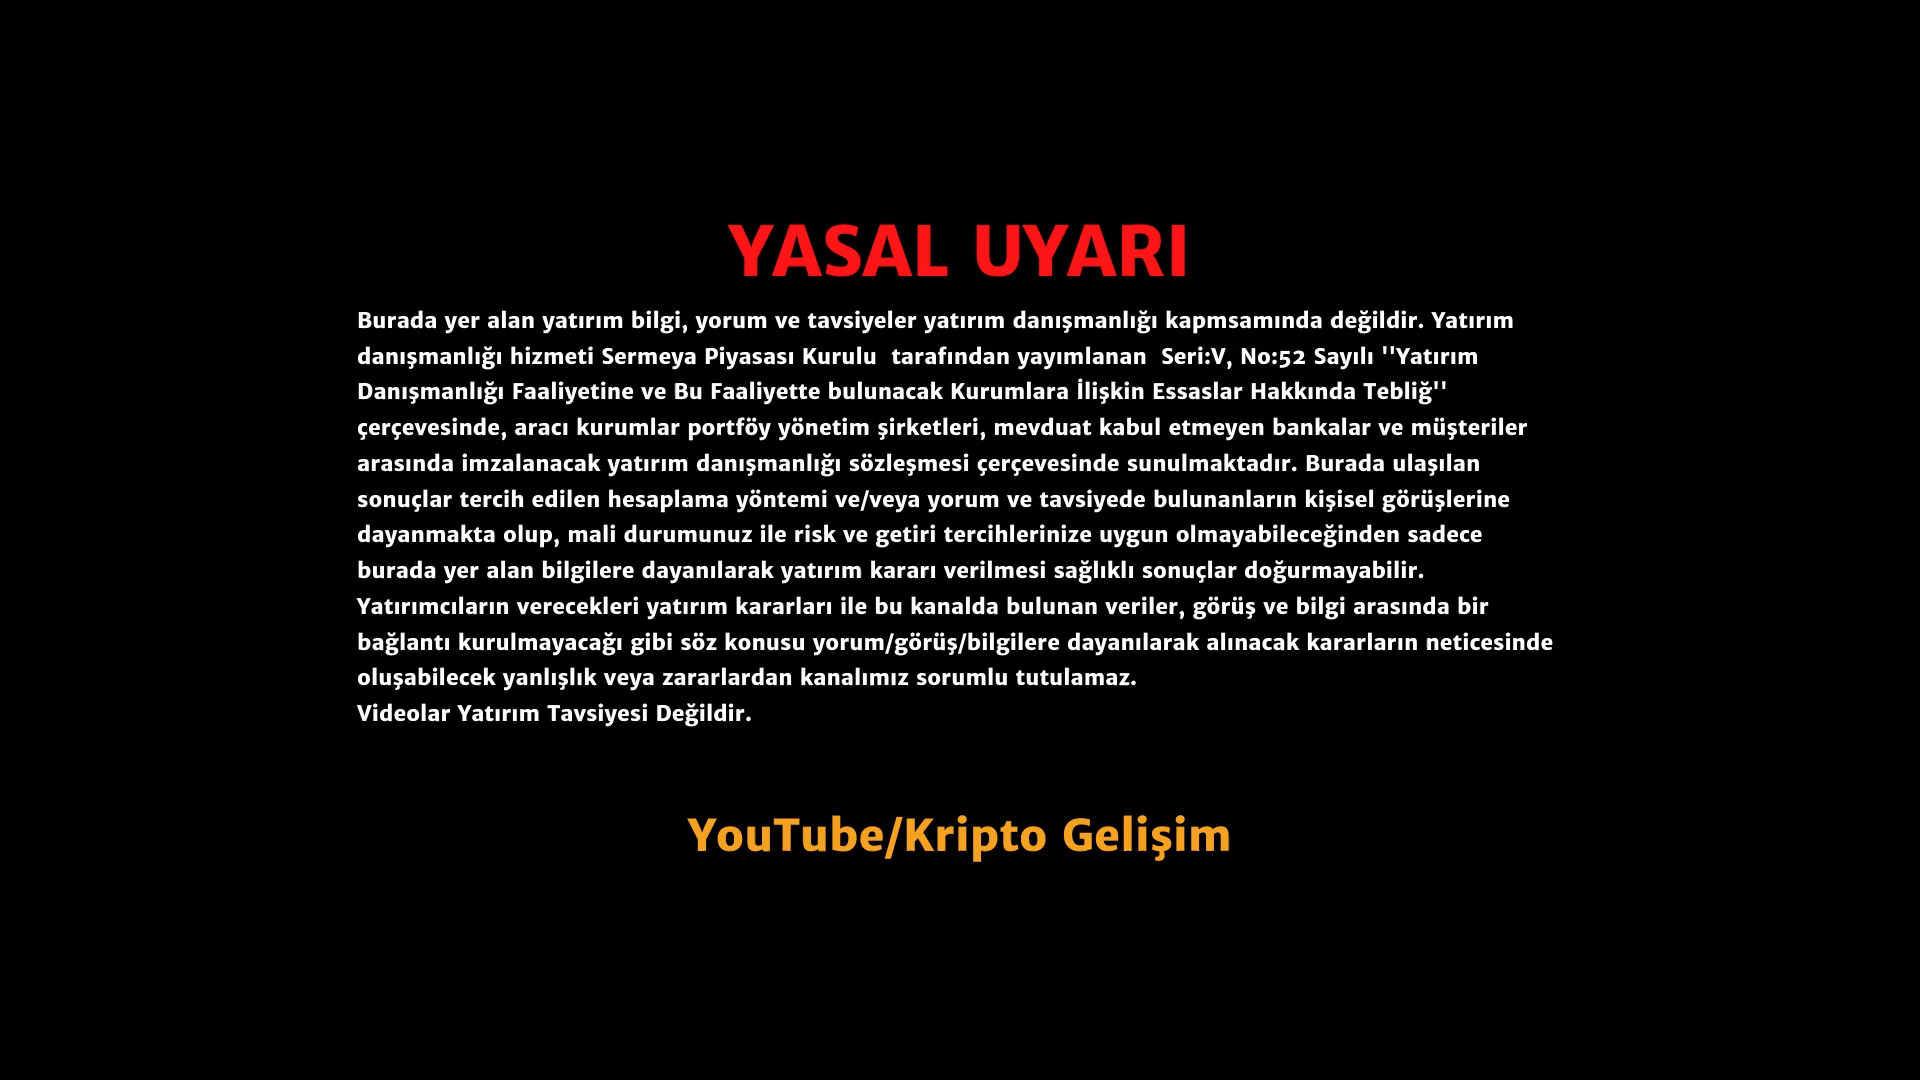 YASAL UYARI
Burada yer alan yatırım bilgi, yorum ve tavsiyeler yatırım danışmanlığı kapmsamında değildir. Yatırım
danışmanlığı hizmeti Sermeya Piyasası Kurulu  tarafından yayımlanan  Seri:V, No:52 Sayılı ''Yatırım
Danışmanlığı Faaliyetine ve Bu Faaliyette bulunacak Kurumlara İlişkin Essaslar Hakkında Tebliğ''
çerçevesinde, aracı kurumlar portföy yönetim şirketleri, mevduat kabul etmeyen bankalar ve müşteriler
arasında imzalanacak yatırım danışmanlığı sözleşmesi çerçevesinde sunulmaktadır. Burada ulaşılan
sonuçlar tercih edilen hesaplama yöntemi ve/veya yorum ve tavsiyede bulunanların kişisel görüşlerine
dayanmakta olup, mali durumunuz ile risk ve getiri tercihlerinize uygun olmayabileceğinden sadece
burada yer alan bilgilere dayanılarak yatırım kararı verilmesi sağlıklı sonuçlar doğurmayabilir.
Yatırımcıların verecekleri yatırım kararları ile bu kanalda bulunan veriler, görüş ve bilgi arasında bir
bağlantı kurulmayacağı gibi söz konusu yorum/görüş/bilgilere dayanılarak alınacak kararların neticesinde
oluşabilecek yanlışlık veya zararlardan kanalımız sorumlu tutulamaz.
Videolar Yatırım Tavsiyesi Değildir.
YouTube/Kripto Gelişim